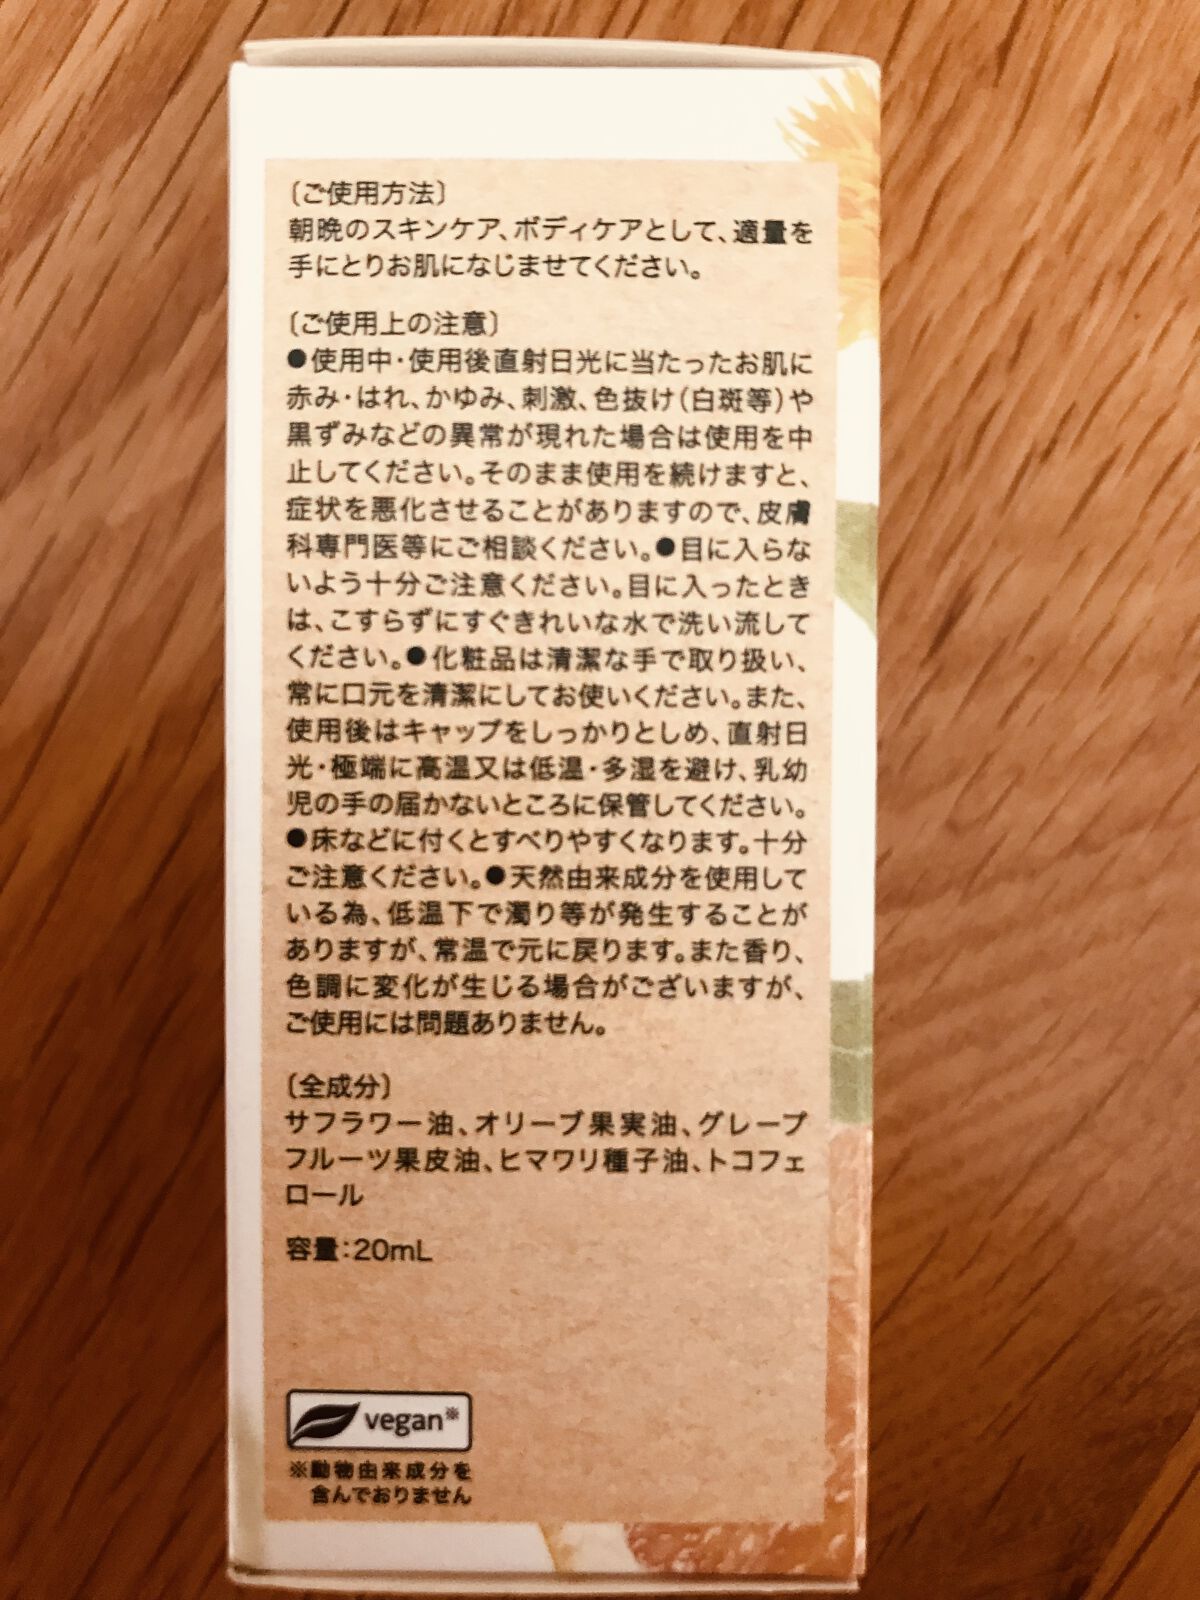 〔ご使用方法〕
朝晩のスキンケア、ボディケアとして、適量を
手にとりお肌になじませてください。
〔ご使用上の注意〕
●使用中・使用後直射日光に当たったお肌に
赤み・はれ、かゆみ、刺激、色抜け（白斑等）や
黒ずみなどの異常が現れた場合は使用を中
止してください。そのまま使用を続けますと、
症状を悪化させることがありますので、皮膚
科専門医等にご相談ください。●目に入らな
いよう十分ご注意ください。目に入ったとき
は、こすらずにすぐきれいな水で洗い流して
ください。●化粧品は清潔な手で取り扱い、
常に口元を清潔にしてお使いください。また、
使用後はキャップをしっかりとしめ、直射日
光・極端に高温又は低温・多湿を避け、乳幼
児の手の届かないところに保管してください。
●床などに付くとすべりやすくなります。十分
ご注意ください。●天然由来成分を使用して
いる為、低温下で濁り等が発生することが
ありますが、常温で元に戻ります。また香り、
色調に変化が生じる場合がございますが、
ご使用には問題ありません。
〔全成分〕
サフラワー油、オリーブ果実油、グレープ
フルーツ果皮油、ヒマワリ種子油、トコフェ
ロール
容量：20mL
vegan※
※動物由来成分を
含んでおりません